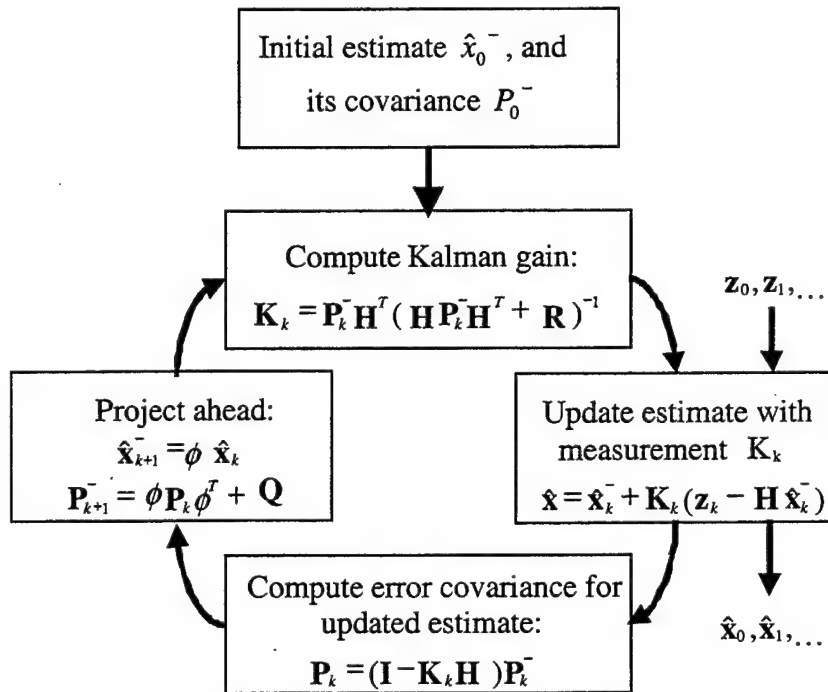 Initial estimate x̂₀⁻, and
its covariance P₀⁻
Compute Kalman gain:
Kₖ = Pₖ⁻Hᵀ(HPₖ⁻Hᵀ + R)⁻¹
z₀, z₁,...
Update estimate with
measurement Kₖ
x̂ = x̂ₖ⁻ + Kₖ(zₖ − Hx̂ₖ⁻)
x̂₀, x̂₁,...
Compute error covariance for
updated estimate:
Pₖ = (I − KₖH)Pₖ⁻
Project ahead:
x̂ₖ₊₁⁻ = ϕ x̂ₖ
Pₖ₊₁⁻ = ϕPₖϕᵀ + Q